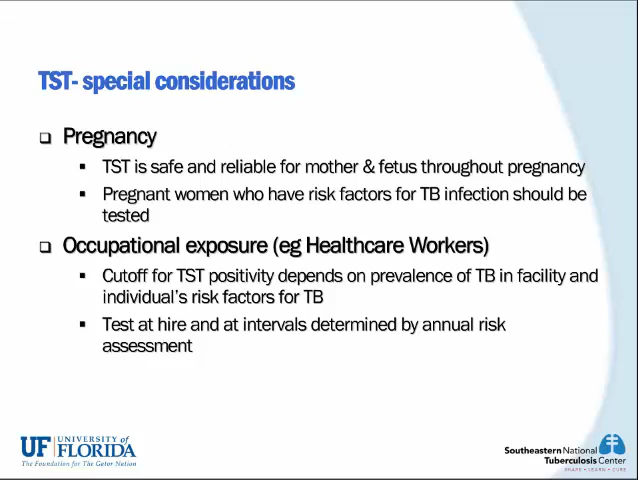 TST- special considerations
Pregnancy
TST is safe and reliable for mother & fetus throughout pregnancy
Pregnant women who have risk factors for TB infection should be
tested
Occupational exposure (eg Healthcare Workers)
Cutoff for TST positivity depends on prevalence of TB in facility and
individual's risk factors for TB
Test at hire and at intervals determined by annual risk
assessment
UF UNIVERSITY of
FLORIDA
The Foundation for The Gator Nation
Southeastern National
Tuberculosis Center
SHARE • LEARN • CURE